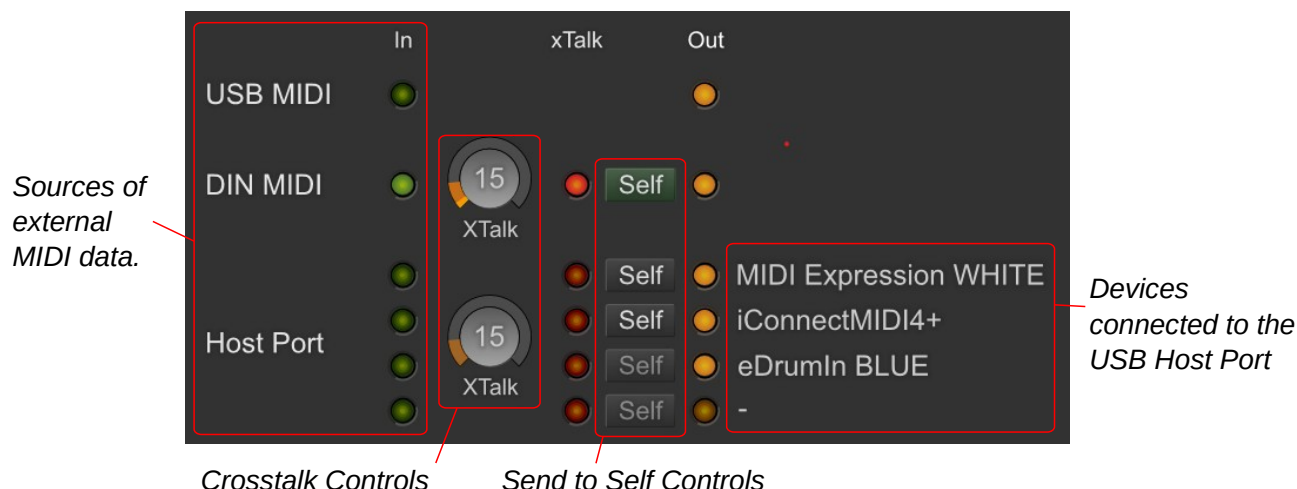 In xTalk Out
USB MIDI
DIN MIDI 15 Self
XTalk
Sources of
external
MIDI data.
Self MIDI Expression WHITE
Self iConnectMIDI4+
Host Port 15 Self eDrumIn BLUE
XTalk
Self -
Devices
connected to the
USB Host Port
Crosstalk Controls Send to Self Controls